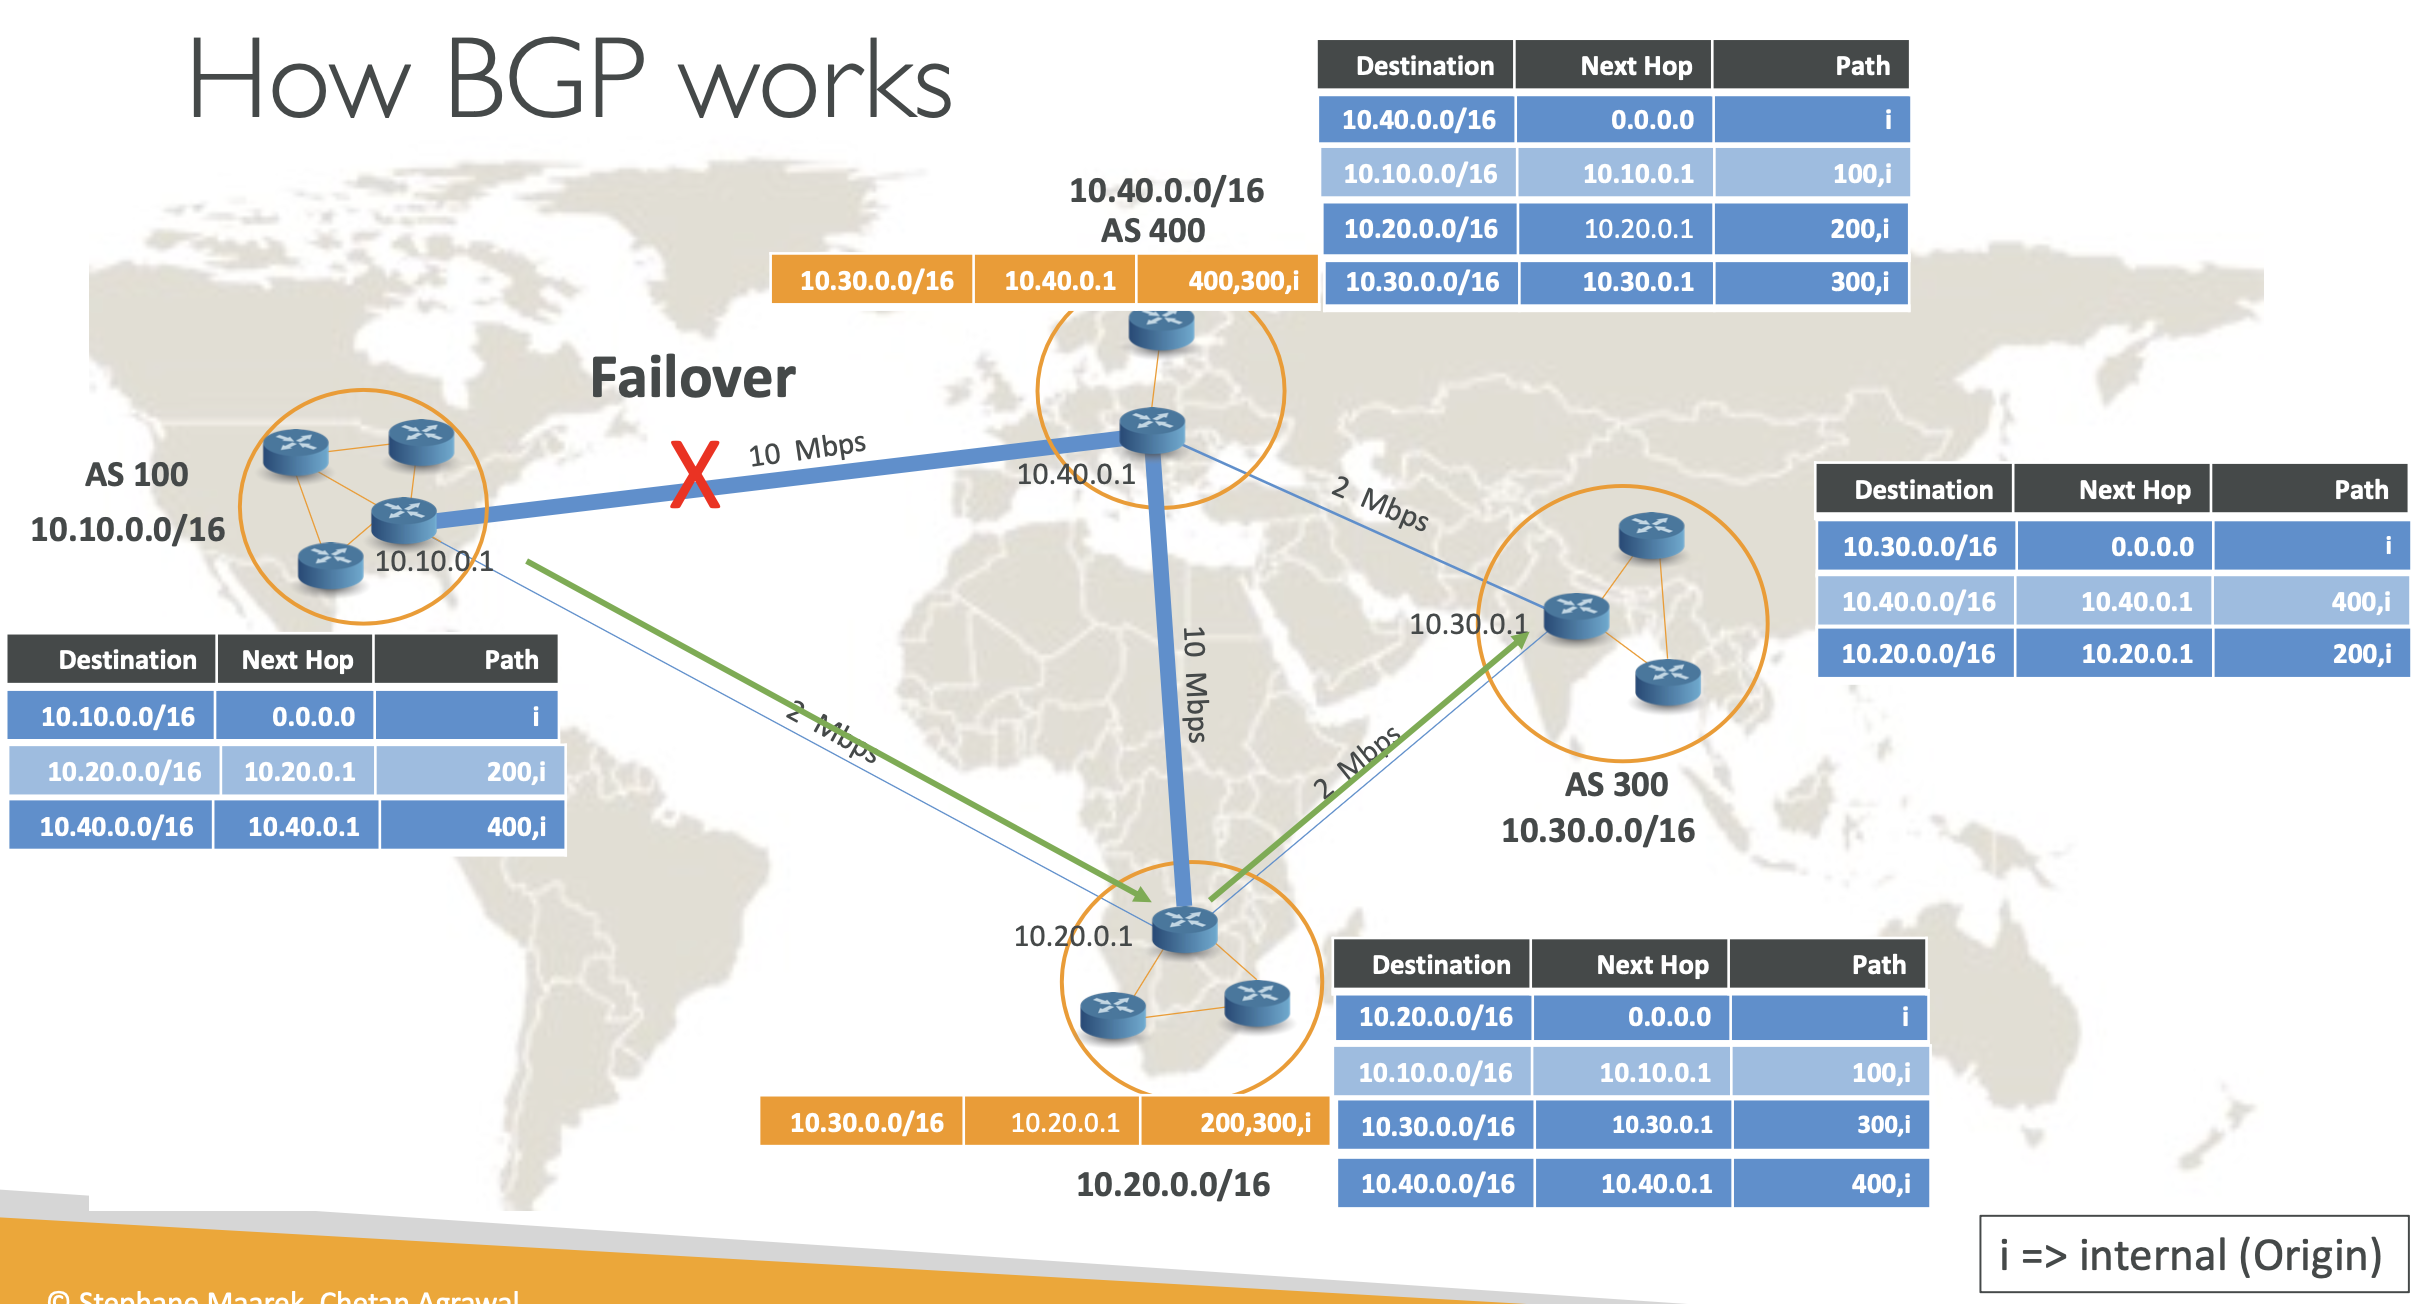 How BGP works
Destination Next Hop Path
10.40.0.0/16 0.0.0.0 i
10.10.0.0/16 10.10.0.1 100,i
10.20.0.0/16 10.20.0.1 200,i
10.30.0.0/16 10.30.0.1 300,i
10.40.0.0/16
AS 400
10.30.0.0/16 10.40.0.1 400,300,i
Failover
X
10 Mbps
10.40.0.1
2 Mbps
AS 100
10.10.0.0/16
10.10.0.1
Destination Next Hop Path
10.30.0.0/16 0.0.0.0 i
10.40.0.0/16 10.40.0.1 400,i
10.20.0.0/16 10.20.0.1 200,i
10.30.0.1
10 Mbps
Destination Next Hop Path
10.10.0.0/16 0.0.0.0 i
10.20.0.0/16 10.20.0.1 200,i
10.40.0.0/16 10.40.0.1 400,i
2 Mbps
2 Mbps
AS 300
10.30.0.0/16
10.20.0.1
Destination Next Hop Path
10.20.0.0/16 0.0.0.0 i
10.10.0.0/16 10.10.0.1 100,i
10.30.0.0/16 10.30.0.1 300,i
10.40.0.0/16 10.40.0.1 400,i
10.30.0.0/16 10.20.0.1 200,300,i
10.20.0.0/16
i => internal (Origin)
© Stephane Maarek, Chetan Agrawal